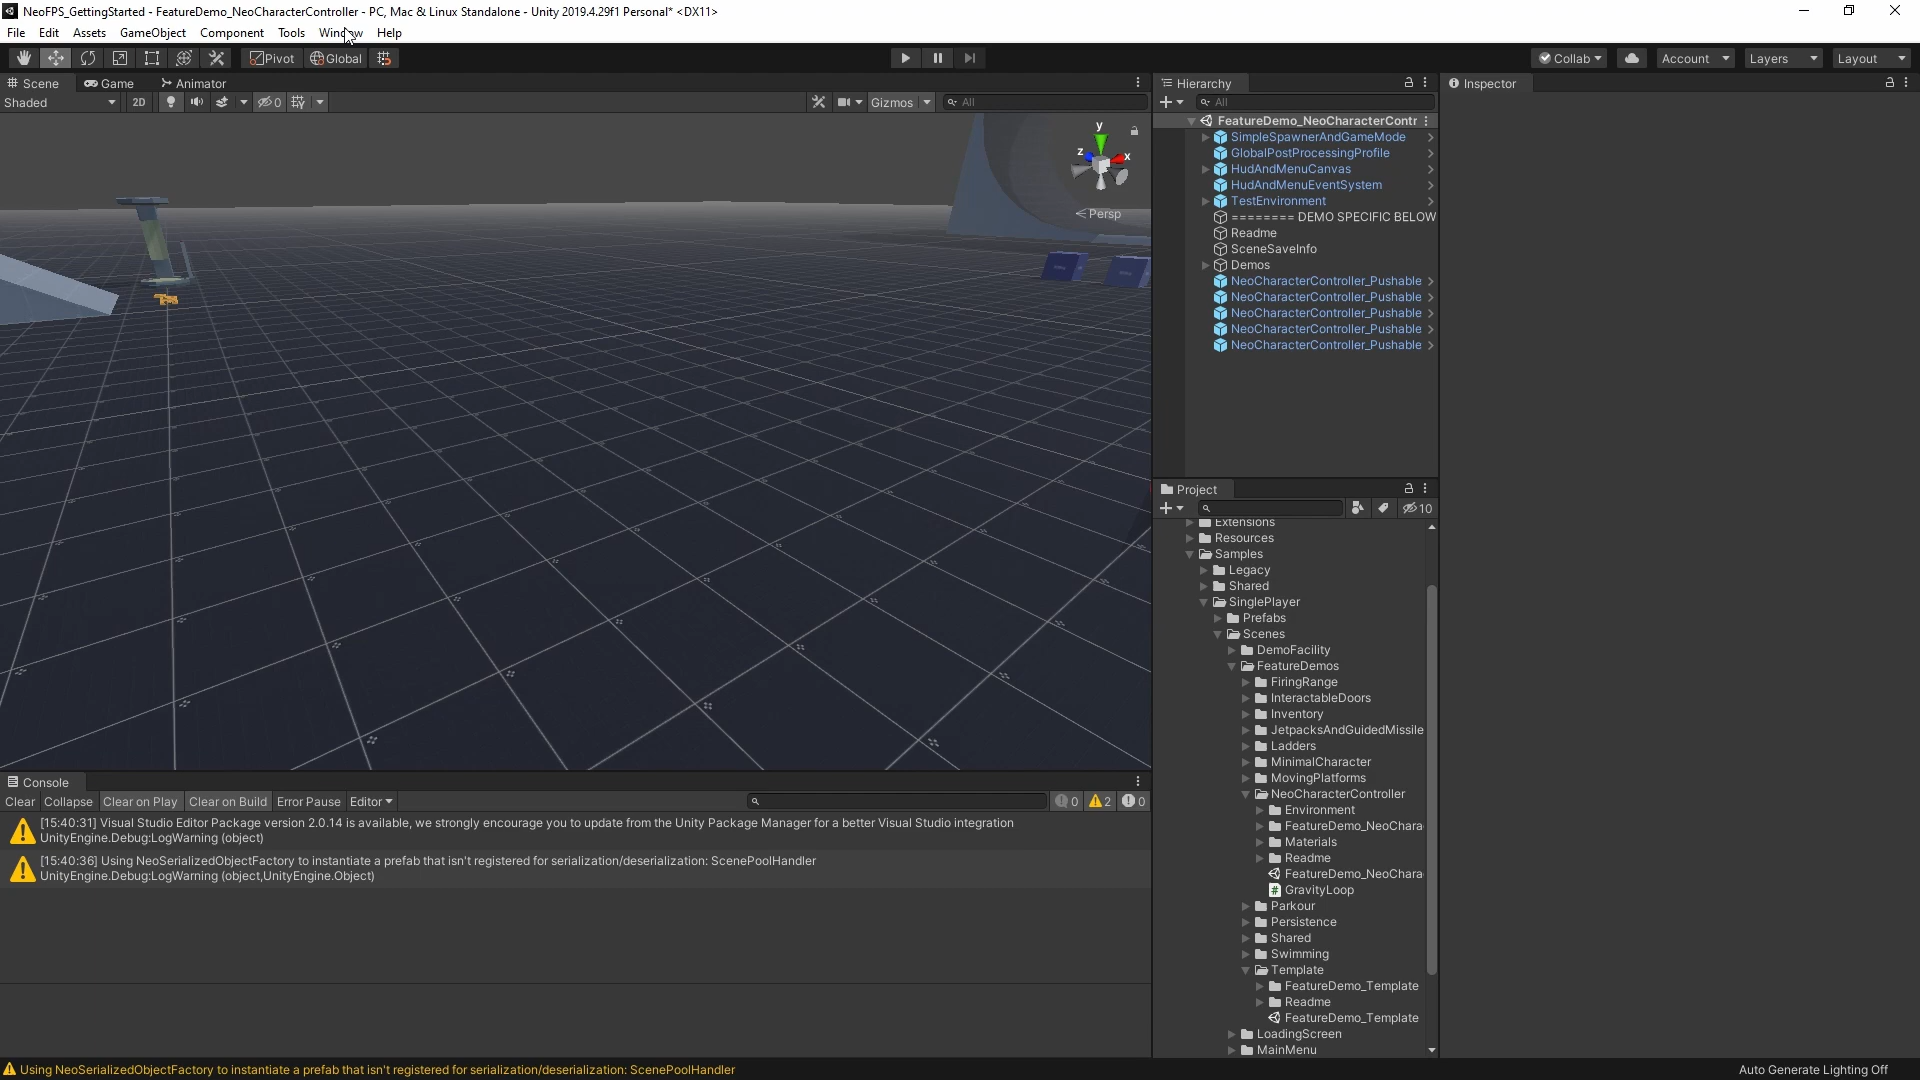 NeoFPS_GettingStarted - FeatureDemo_NeoCharacterController - PC, Mac & Linux Standalone - Unity 2019.4.29f1 Personal* <DX11>
File Edit Assets GameObject Component Tools Window Help
Pivot Global Collab Account Layers Layout
Scene Game Animator
Shaded 2D 0 Gizmos All
y
z x
Persp
Hierarchy
All
FeatureDemo_NeoCharacterContr
SimpleSpawnerAndGameMode
GlobalPostProcessingProfile
HudAndMenuCanvas
HudAndMenuEventSystem
TestEnvironment
======== DEMO SPECIFIC BELOW
Readme
SceneSaveInfo
Demos
NeoCharacterController_Pushable
NeoCharacterController_Pushable
NeoCharacterController_Pushable
NeoCharacterController_Pushable
NeoCharacterController_Pushable
Inspector
Project
10
Extensions
Resources
Samples
Legacy
Shared
SinglePlayer
Prefabs
Scenes
DemoFacility
FeatureDemos
FiringRange
InteractableDoors
Inventory
JetpacksAndGuidedMissile
Ladders
MinimalCharacter
MovingPlatforms
NeoCharacterController
Environment
FeatureDemo_NeoChara
Materials
Readme
FeatureDemo_NeoChara
GravityLoop
Parkour
Persistence
Shared
Swimming
Template
FeatureDemo_Template
Readme
FeatureDemo_Template
LoadingScreen
MainMenu
Console
Clear Collapse Clear on Play Clear on Build Error Pause Editor 0 2 0
[15:40:31] Visual Studio Editor Package version 2.0.14 is available, we strongly encourage you to update from the Unity Package Manager for a better Visual Studio integration
UnityEngine.Debug:LogWarning (object)
[15:40:36] Using NeoSerializedObjectFactory to instantiate a prefab that isn't registered for serialization/deserialization: ScenePoolHandler
UnityEngine.Debug:LogWarning (object,UnityEngine.Object)
Using NeoSerializedObjectFactory to instantiate a prefab that isn't registered for serialization/deserialization: ScenePoolHandler
Auto Generate Lighting Off